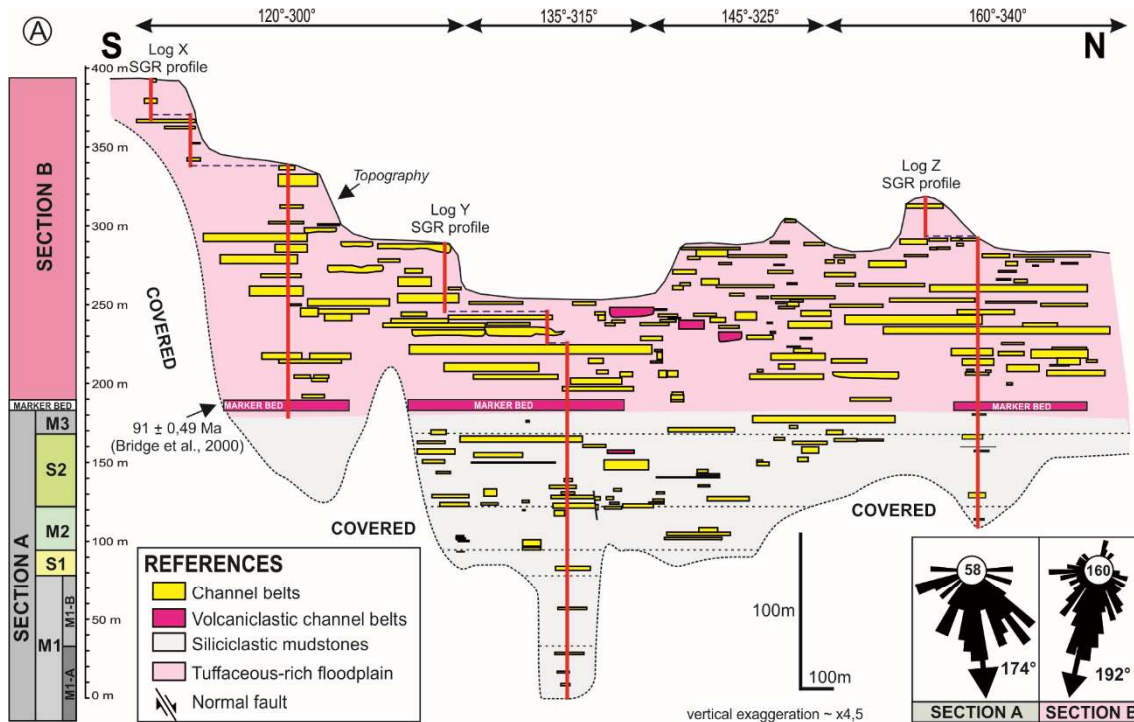 A
120°-300°
135°-315°
145°-325°
160°-340°
S
N
Log X
SGR profile
400 m
350 m
300 m
250 m
200 m
150 m
100 m
50 m
0 m
Topography
Log Y
SGR profile
Log Z
SGR profile
SECTION B
MARKER BED
SECTION A
M3
S2
M2
S1
M1
M1-B
M1-A
COVERED
MARKER BED
MARKER BED
MARKER BED
91 ± 0,49 Ma
(Bridge et al., 2000)
COVERED
COVERED
REFERENCES
Channel belts
Volcaniclastic channel belts
Siliciclastic mudstones
Tuffaceous-rich floodplain
Normal fault
100m
100m
vertical exaggeration ~ x4,5
58
174°
SECTION A
160
192°
SECTION B